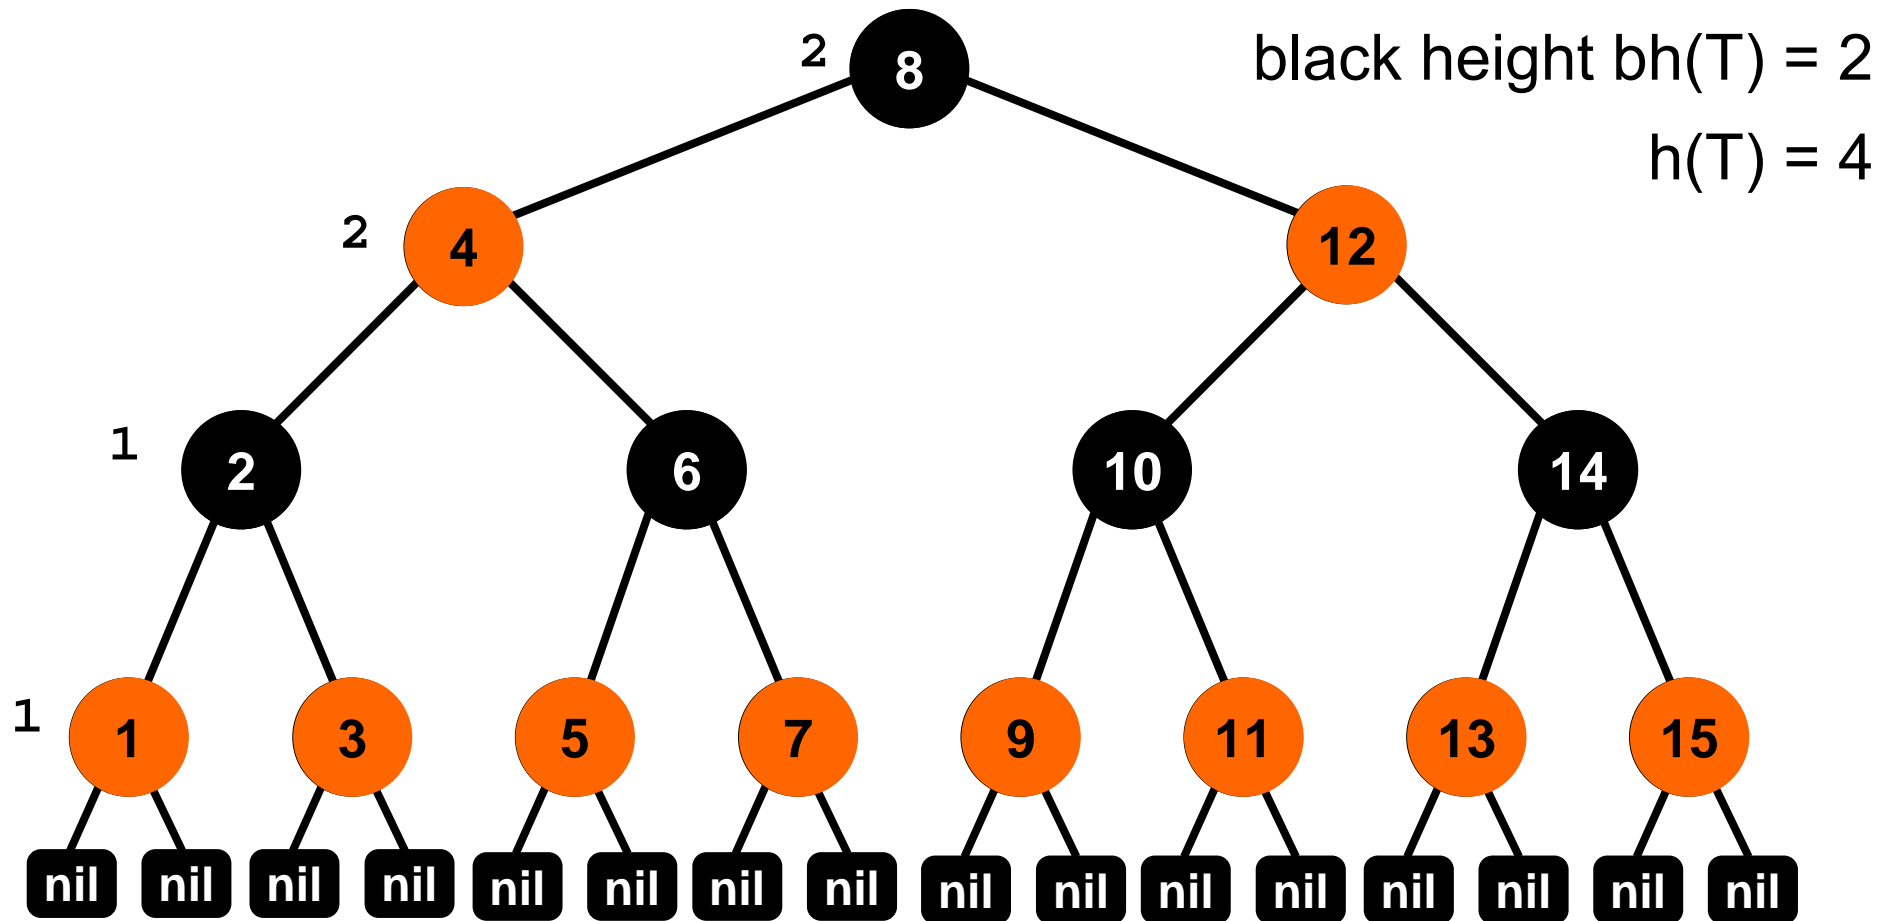 2 8 black height bh(T) = 2
h(T) = 4
2 4 12
1 2 6 10 14
1 1 3 5 7 9 11 13 15
nil nil nil nil nil nil nil nil nil nil nil nil nil nil nil nil